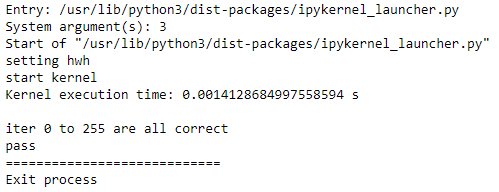 Entry: /usr/lib/python3/dist-packages/ipykernel_launcher.py
System argument(s): 3
Start of "/usr/lib/python3/dist-packages/ipykernel_launcher.py"
setting hwh
start kernel
Kernel execution time: 0.0014128684997558594 s

iter 0 to 255 are all correct
pass
============================
Exit process